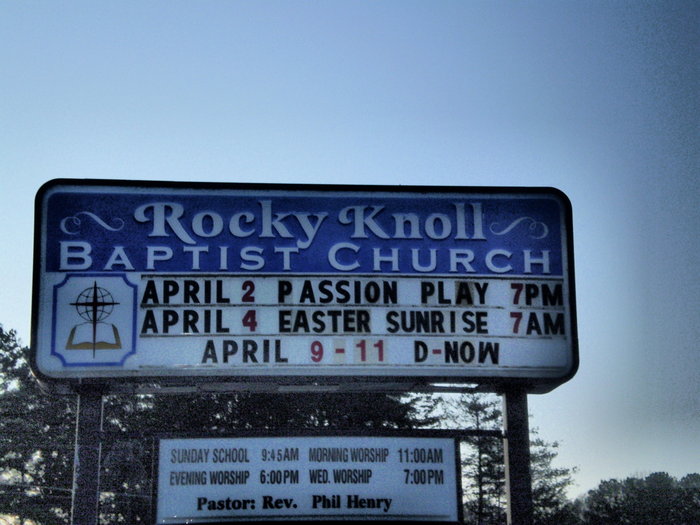 Rocky Knoll
BAPTIST CHURCH
APRIL 2 PASSION PLAY 7PM
APRIL 4 EASTER SUNRISE 7AM
APRIL 9-11 D-NOW
SUNDAY SCHOOL 9:45AM MORNING WORSHIP 11:00AM
EVENING WORSHIP 6:00PM WED. WORSHIP 7:00PM
Pastor: Rev. Phil Henry